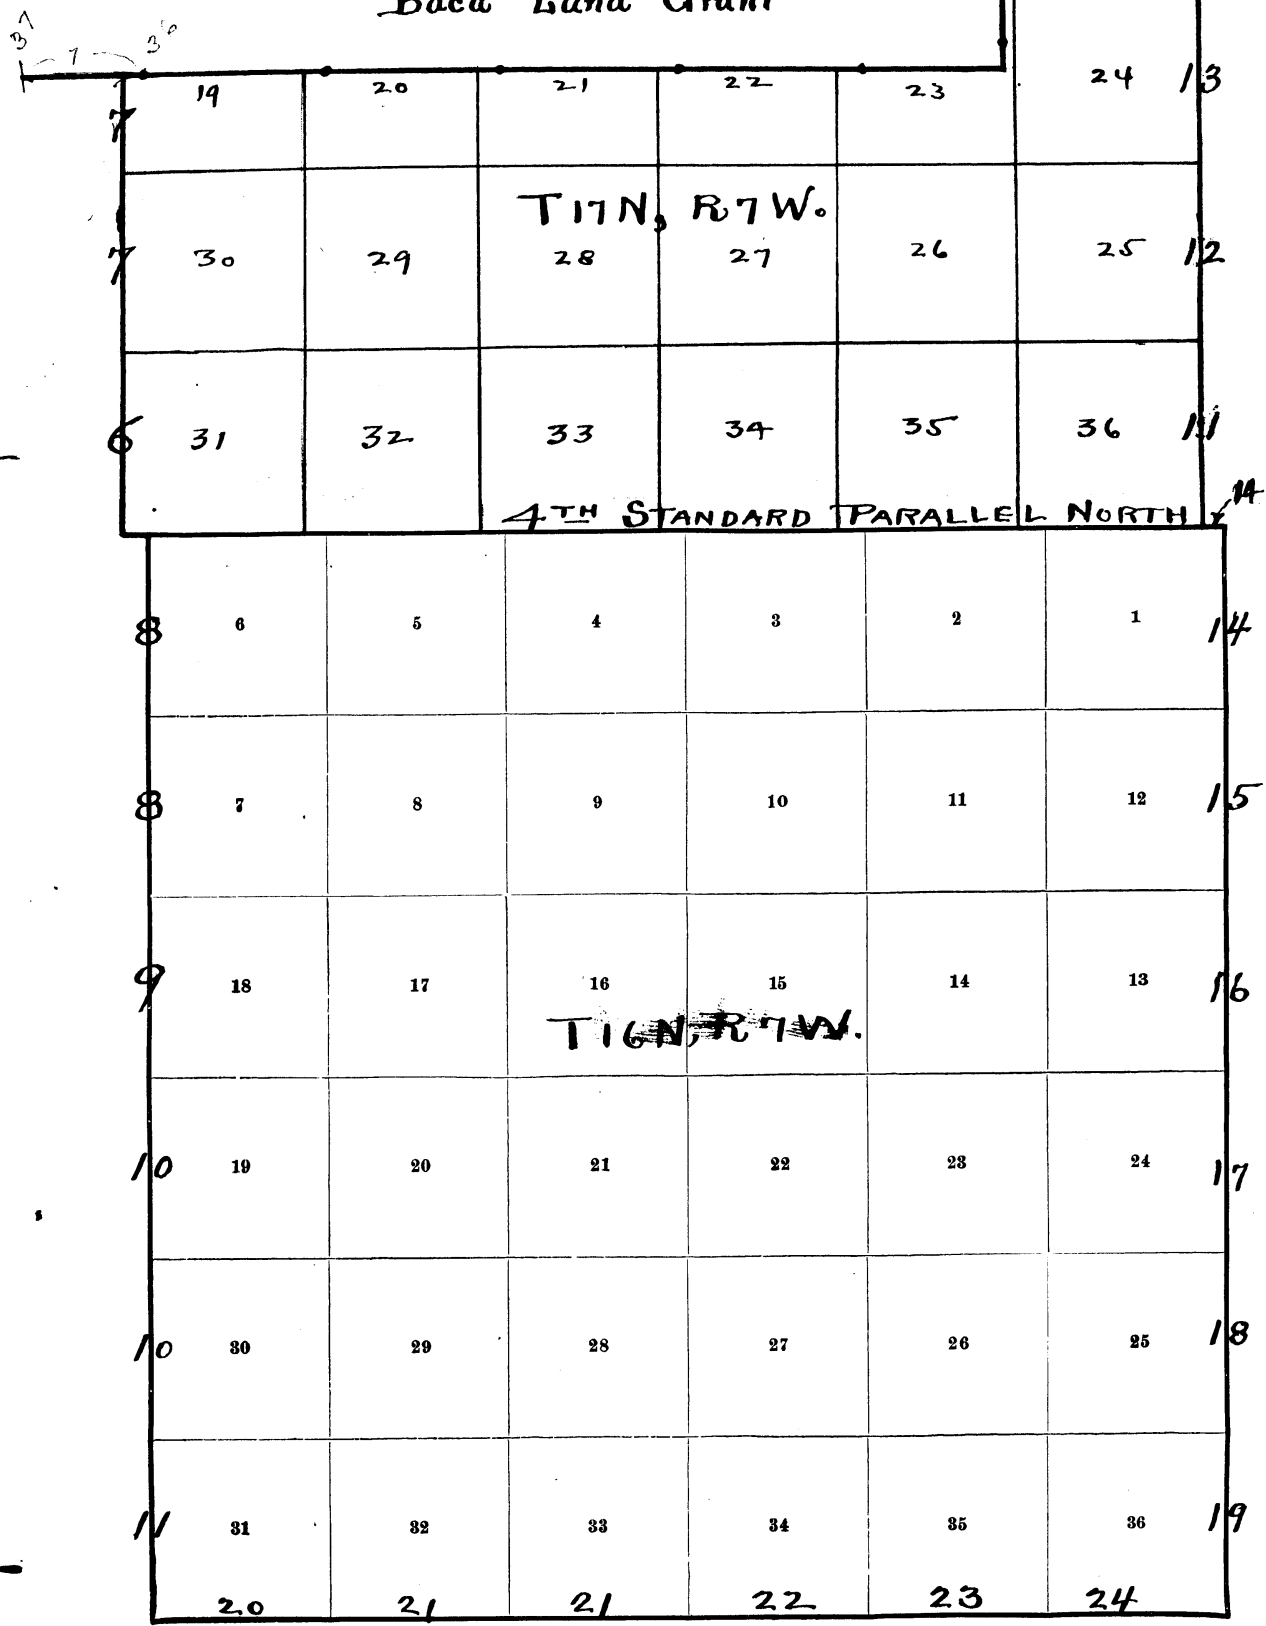 Baca Land Grant
37 7 36
19 20 21 22 23 24 13
7
T17N, R7W.
7 30 29 28 27 26 25 12
6 31 32 33 34 35 36 11
4TH STANDARD PARALLEL NORTH 14
8 6 5 4 3 2 1 14
8 7 8 9 10 11 12 15
9 18 17 16 15 14 13 16
T16N, R7W.
10 19 20 21 22 23 24 17
10 30 29 28 27 26 25 18
11 31 32 33 34 35 36 19
20 21 21 22 23 24